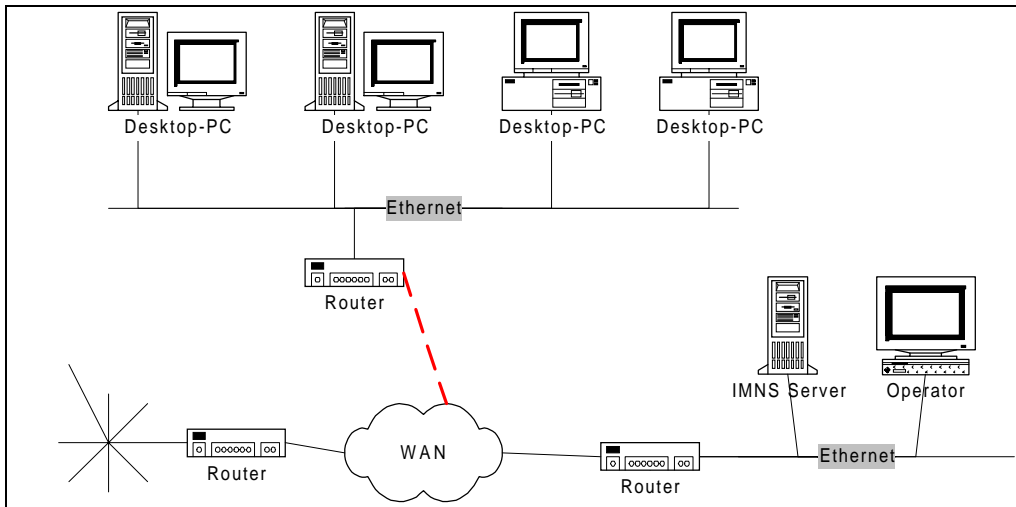 Desktop-PC Desktop-PC Desktop-PC Desktop-PC
Ethernet
Router
IMNS Server Operator
Router
WAN
Router
Ethernet